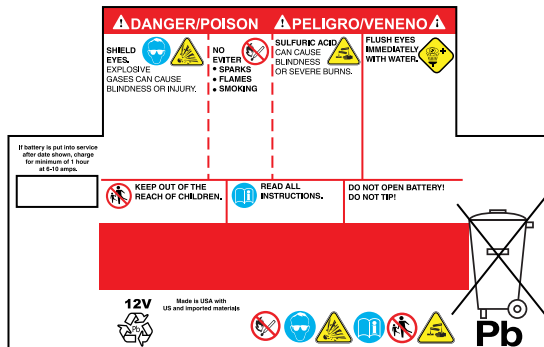 DANGER/POISON
PELIGRO/VENENO
SHIELD
EYES.
EXPLOSIVE
GASES CAN CAUSE
BLINDNESS OR INJURY.
NO
EVITER
• SPARKS
• FLAMES
• SMOKING
SULFURIC ACID
CAN CAUSE
BLINDNESS
OR SEVERE BURNS.
FLUSH EYES
IMMEDIATELY
WITH WATER.
If battery is put into service
after date shown, charge
for minimum of 1 hour
at 6-10 amps.
KEEP OUT OF THE
REACH OF CHILDREN.
READ ALL
INSTRUCTIONS.
DO NOT OPEN BATTERY!
DO NOT TIP!
12V
Pb
Made is USA with
US and imported materials
Pb